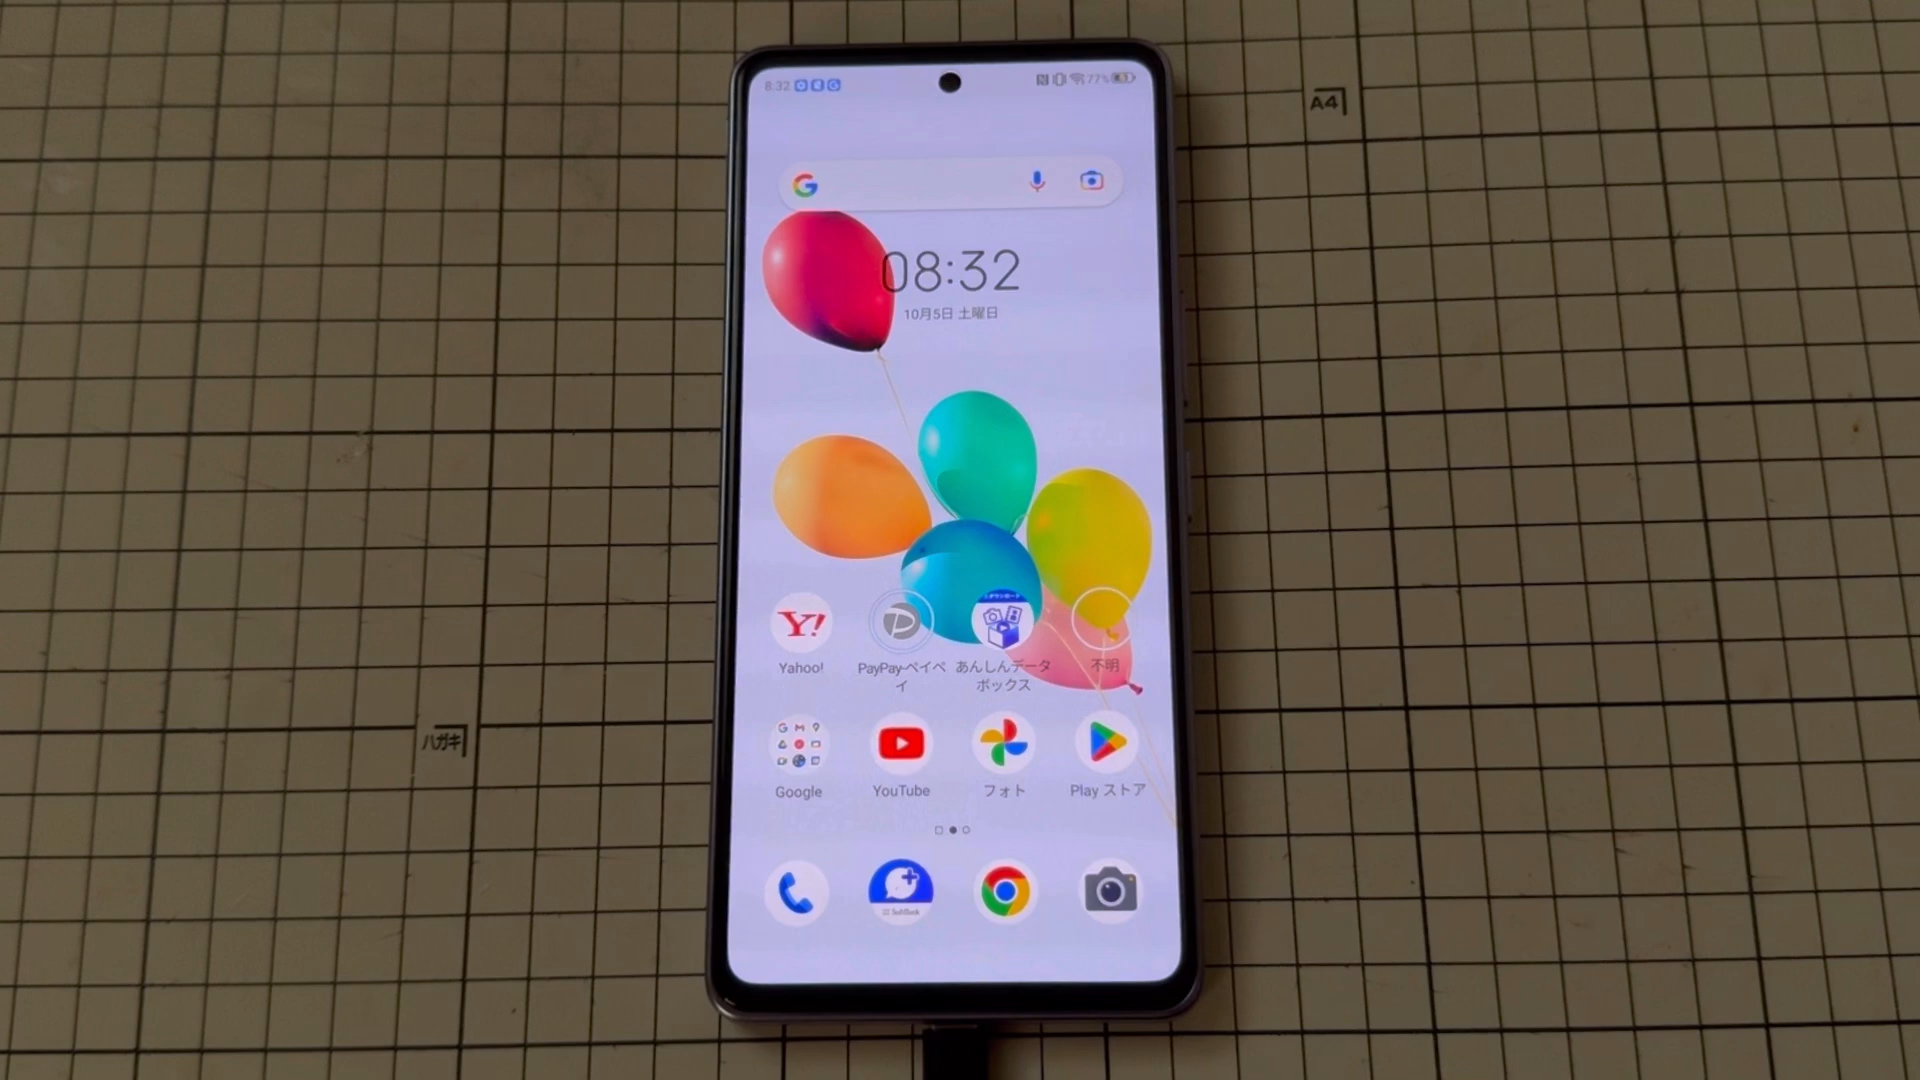 8:32
77%
A4
08:32
10月5日 土曜日
Y!
Yahoo!
PayPay-ペイペ
イ
あんしんデータ
ボックス
不明
ハガキ
Google
YouTube
フォト
Play ストア
SoftBank